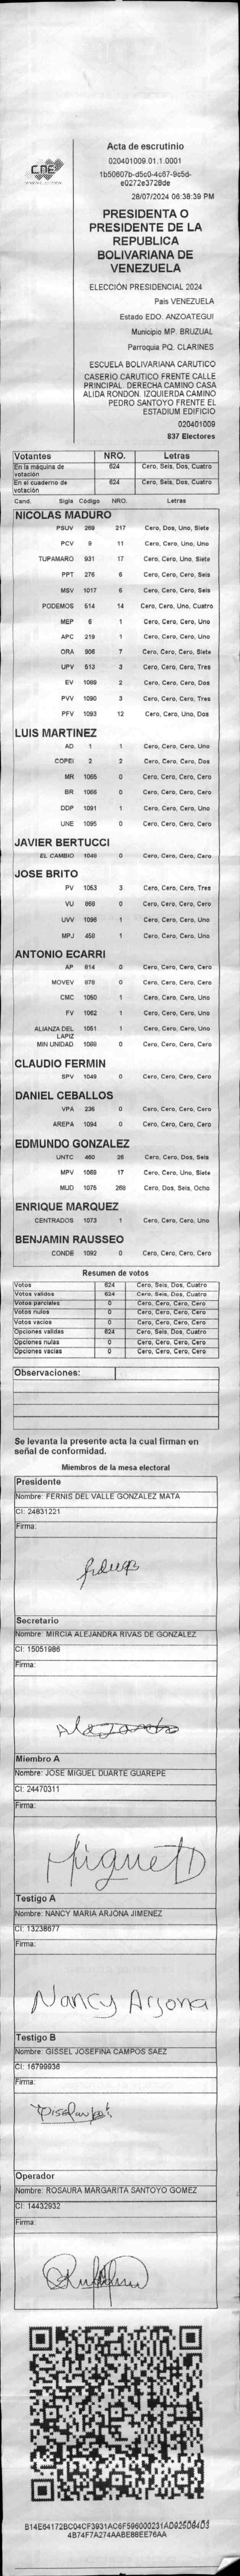 CNE
Acta de escrutinio
020401009.01.1.0001
1b50607b-d5c0-4c67-9c5d-
e0272e3728de
28/07/2024 06:38:39 PM
PRESIDENTA O
PRESIDENTE DE LA
REPUBLICA
BOLIVARIANA DE
VENEZUELA
ELECCIÓN PRESIDENCIAL 2024
Pais VENEZUELA
Estado EDO. ANZOATEGUI
Municipio MP. BRUZUAL
Parroquia PQ. CLARINES
ESCUELA BOLIVARIANA CARUTICO
CASERIO CARUTICO FRENTE CALLE
PRINCIPAL. DERECHA CAMINO CASA
ALIDA RONDON. IZQUIERDA CAMINO
PEDRO SANTOYO FRENTE EL
ESTADIUM EDIFICIO
020401009
837 Electores
Votantes NRO. Letras
En la máquina de votación 624 Cero, Seis, Dos, Cuatro
En el cuaderno de votación 624 Cero, Seis, Dos, Cuatro
Cand. Sigla Código NRO. Letras
NICOLAS MADURO
PSUV 269 217 Cero, Dos, Uno, Siete
PCV 9 11 Cero, Cero, Uno, Uno
TUPAMARO 931 17 Cero, Cero, Uno, Siete
PPT 276 6 Cero, Cero, Cero, Seis
MSV 1017 6 Cero, Cero, Cero, Seis
PODEMOS 514 14 Cero, Cero, Uno, Cuatro
MEP 6 1 Cero, Cero, Cero, Uno
APC 219 1 Cero, Cero, Cero, Uno
ORA 906 7 Cero, Cero, Cero, Siete
UPV 513 3 Cero, Cero, Cero, Tres
EV 1089 2 Cero, Cero, Cero, Dos
PVV 1090 3 Cero, Cero, Cero, Tres
PFV 1093 12 Cero, Cero, Uno, Dos
LUIS MARTINEZ
AD 1 1 Cero, Cero, Cero, Uno
COPEI 2 2 Cero, Cero, Cero, Dos
MR 1065 0 Cero, Cero, Cero, Cero
BR 1066 0 Cero, Cero, Cero, Cero
DDP 1091 1 Cero, Cero, Cero, Uno
UNE 1095 0 Cero, Cero, Cero, Cero
JAVIER BERTUCCI
EL CAMBIO 1046 0 Cero, Cero, Cero, Cero
JOSE BRITO
PV 1053 3 Cero, Cero, Cero, Tres
VU 868 0 Cero, Cero, Cero, Cero
UVV 1096 1 Cero, Cero, Cero, Uno
MPJ 458 1 Cero, Cero, Cero, Uno
ANTONIO ECARRI
AP 814 0 Cero, Cero, Cero, Cero
MOVEV 878 0 Cero, Cero, Cero, Cero
CMC 1050 1 Cero, Cero, Cero, Uno
FV 1062 1 Cero, Cero, Cero, Uno
ALIANZA DEL LAPIZ 1051 1 Cero, Cero, Cero, Uno
MIN UNIDAD 1068 0 Cero, Cero, Cero, Cero
CLAUDIO FERMIN
SPV 1049 0 Cero, Cero, Cero, Cero
DANIEL CEBALLOS
VPA 236 0 Cero, Cero, Cero, Cero
AREPA 1094 0 Cero, Cero, Cero, Cero
EDMUNDO GONZALEZ
UNTC 460 26 Cero, Cero, Dos, Seis
MPV 1069 17 Cero, Cero, Uno, Siete
MUD 1075 268 Cero, Dos, Seis, Ocho
ENRIQUE MARQUEZ
CENTRADOS 1073 1 Cero, Cero, Cero, Uno
BENJAMIN RAUSSEO
CONDE 1092 0 Cero, Cero, Cero, Cero
Resumen de votos
Votos 624 Cero, Seis, Dos, Cuatro
Votos validos 624 Cero, Seis, Dos, Cuatro
Votos parciales 0 Cero, Cero, Cero, Cero
Votos nulos 0 Cero, Cero, Cero, Cero
Votos vacios 0 Cero, Cero, Cero, Cero
Opciones validas 624 Cero, Seis, Dos, Cuatro
Opciones nulas 0 Cero, Cero, Cero, Cero
Opciones vacias 0 Cero, Cero, Cero, Cero
Observaciones:
Se levanta la presente acta la cual firman en
señal de conformidad.
Miembros de la mesa electoral
Presidente
Nombre: FERNIS DEL VALLE GONZALEZ MATA
CI: 24831221
Firma:
Secretario
Nombre: MIRCIA ALEJANDRA RIVAS DE GONZALEZ
CI: 15051986
Firma:
Alejandra
Miembro A
Nombre: JOSE MIGUEL DUARTE GUAREPE
CI: 24470311
Firma:
Miguel D
Testigo A
Nombre: NANCY MARIA ARJONA JIMENEZ
CI: 13238677
Firma:
Nancy Arjona
Testigo B
Nombre: GISSEL JOSEFINA CAMPOS SAEZ
CI: 16799936
Firma:
Operador
Nombre: ROSAURA MARGARITA SANTOYO GOMEZ
CI: 14432932
Firma:
4B74F7A274AABE88EE76AA